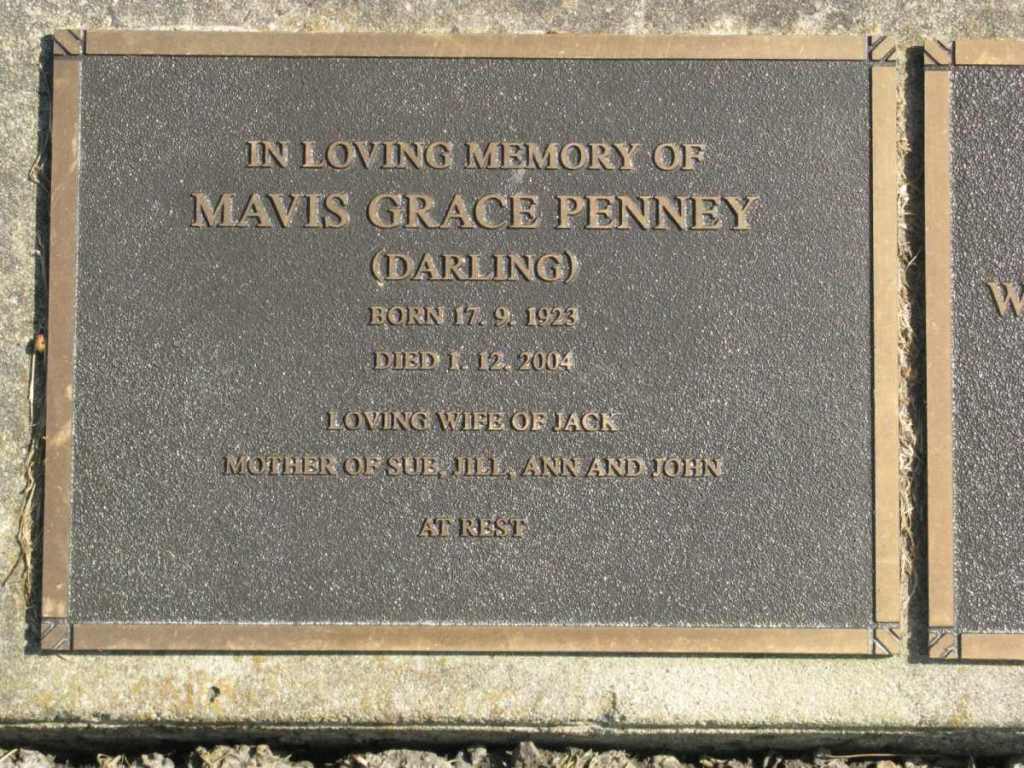 IN LOVING MEMORY OF
MAVIS GRACE PENNEY
(DARLING)
BORN 17. 9. 1923
DIED 1. 12. 2004
LOVING WIFE OF JACK
MOTHER OF SUE, JILL, ANN AND JOHN
AT REST
W